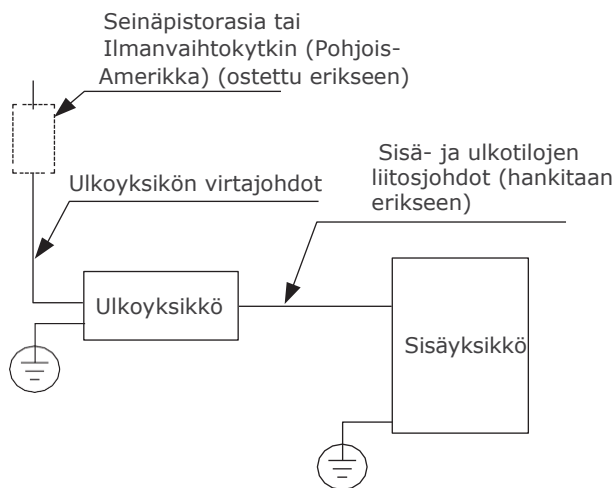 Seinäpistorasia tai
Ilmanvaihtokytkin (Pohjois-
Amerikka) (ostettu erikseen)
Ulkoyksikön virtajohdot
Sisä- ja ulkotilojen
liitosjohdot (hankitaan
erikseen)
Ulkoyksikkö
Sisäyksikkö